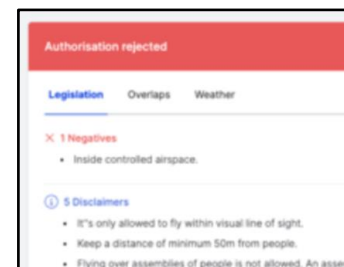 Authorisation rejected
Legislation Overlaps Weather
× 1 Negatives
• Inside controlled airspace.
i 5 Disclaimers
• It"s only allowed to fly within visual line of sight.
• Keep a distance of minimum 50m from people.
• Flying over assemblies of people is not allowed. An asse